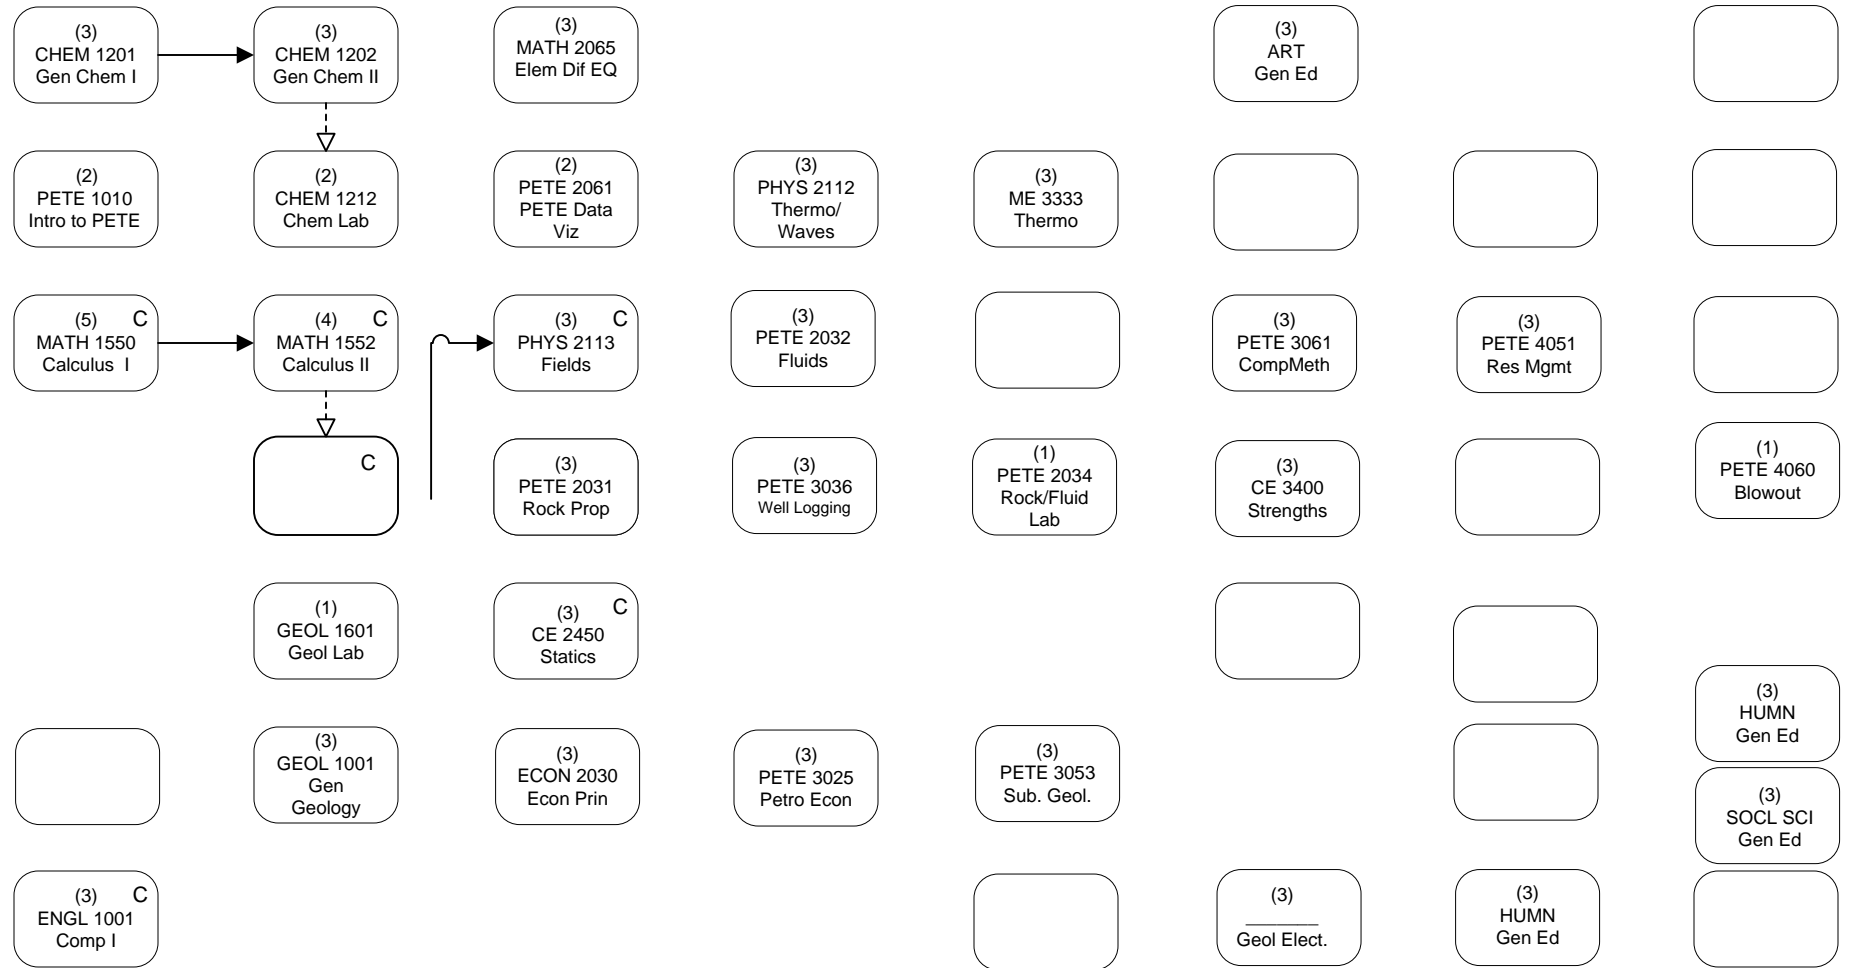 (3)
CHEM 1201
Gen Chem I
(3)
CHEM 1202
Gen Chem II
(3)
MATH 2065
Elem Dif EQ
(3)
ART
Gen Ed
(2)
PETE 1010
Intro to PETE
(2)
CHEM 1212
Chem Lab
(2)
PETE 2061
PETE Data
Viz
(3)
PHYS 2112
Thermo/
Waves
(3)
ME 3333
Thermo
(5) C
MATH 1550
Calculus I
(4) C
MATH 1552
Calculus II
(3) C
PHYS 2113
Fields
(3)
PETE 2032
Fluids
(3)
PETE 3061
CompMeth
(3)
PETE 4051
Res Mgmt
C
(3)
PETE 2031
Rock Prop
(3)
PETE 3036
Well Logging
(1)
PETE 2034
Rock/Fluid
Lab
(3)
CE 3400
Strengths
(1)
PETE 4060
Blowout
(1)
GEOL 1601
Geol Lab
(3) C
CE 2450
Statics
(3)
GEOL 1001
Gen
Geology
(3)
ECON 2030
Econ Prin
(3)
PETE 3025
Petro Econ
(3)
PETE 3053
Sub. Geol.
(3)
HUMN
Gen Ed
(3)
SOCL SCI
Gen Ed
(3) C
ENGL 1001
Comp I
(3)
_______
Geol Elect.
(3)
HUMN
Gen Ed